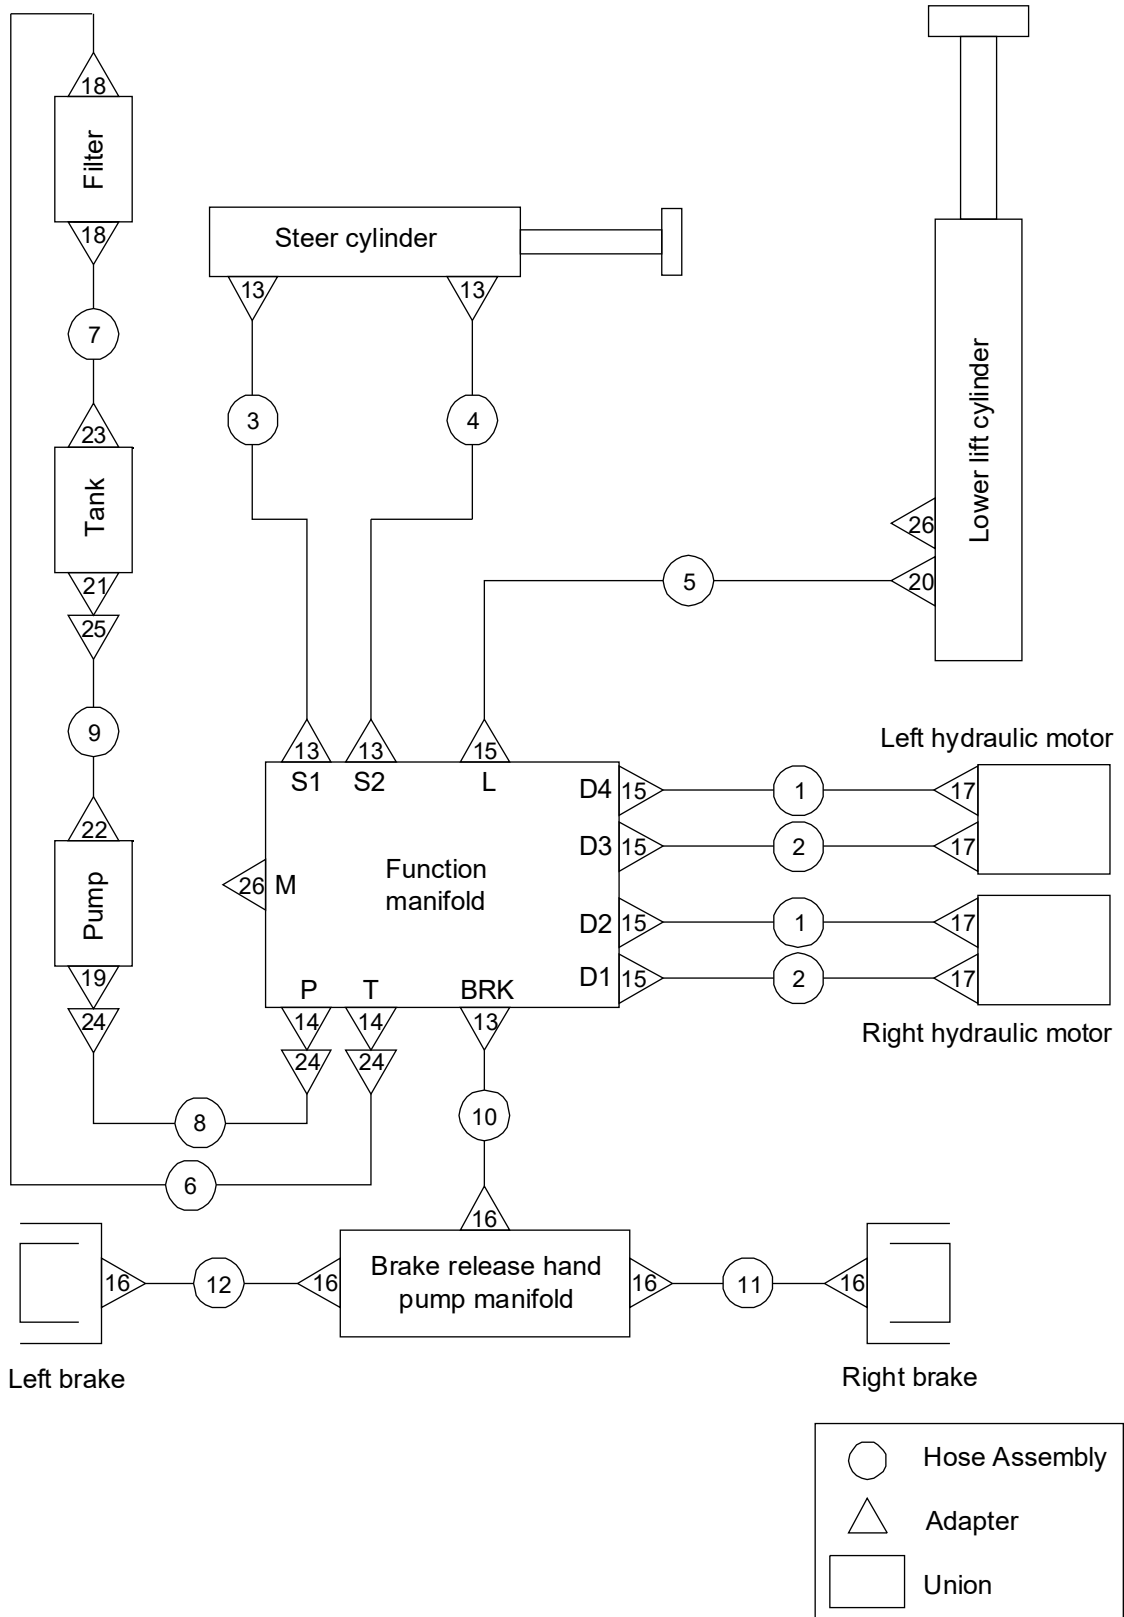 18
Filter
18
7
23
Tank
21
25
9
22
Pump
19
24
8
6
Steer cylinder
13 13
3 4
Lower lift cylinder
26
20
5
13 13 15
S1 S2 L
26 M
Function
manifold
P T BRK
14 14 13
24 24
D4 15 1 17
D3 15 2 17
D2 15 1 17
D1 15 2 17
Left hydraulic motor
Right hydraulic motor
10
16
Brake release hand
pump manifold
16 12 16
16 11 16
Left brake
Right brake
Hose Assembly
Adapter
Union